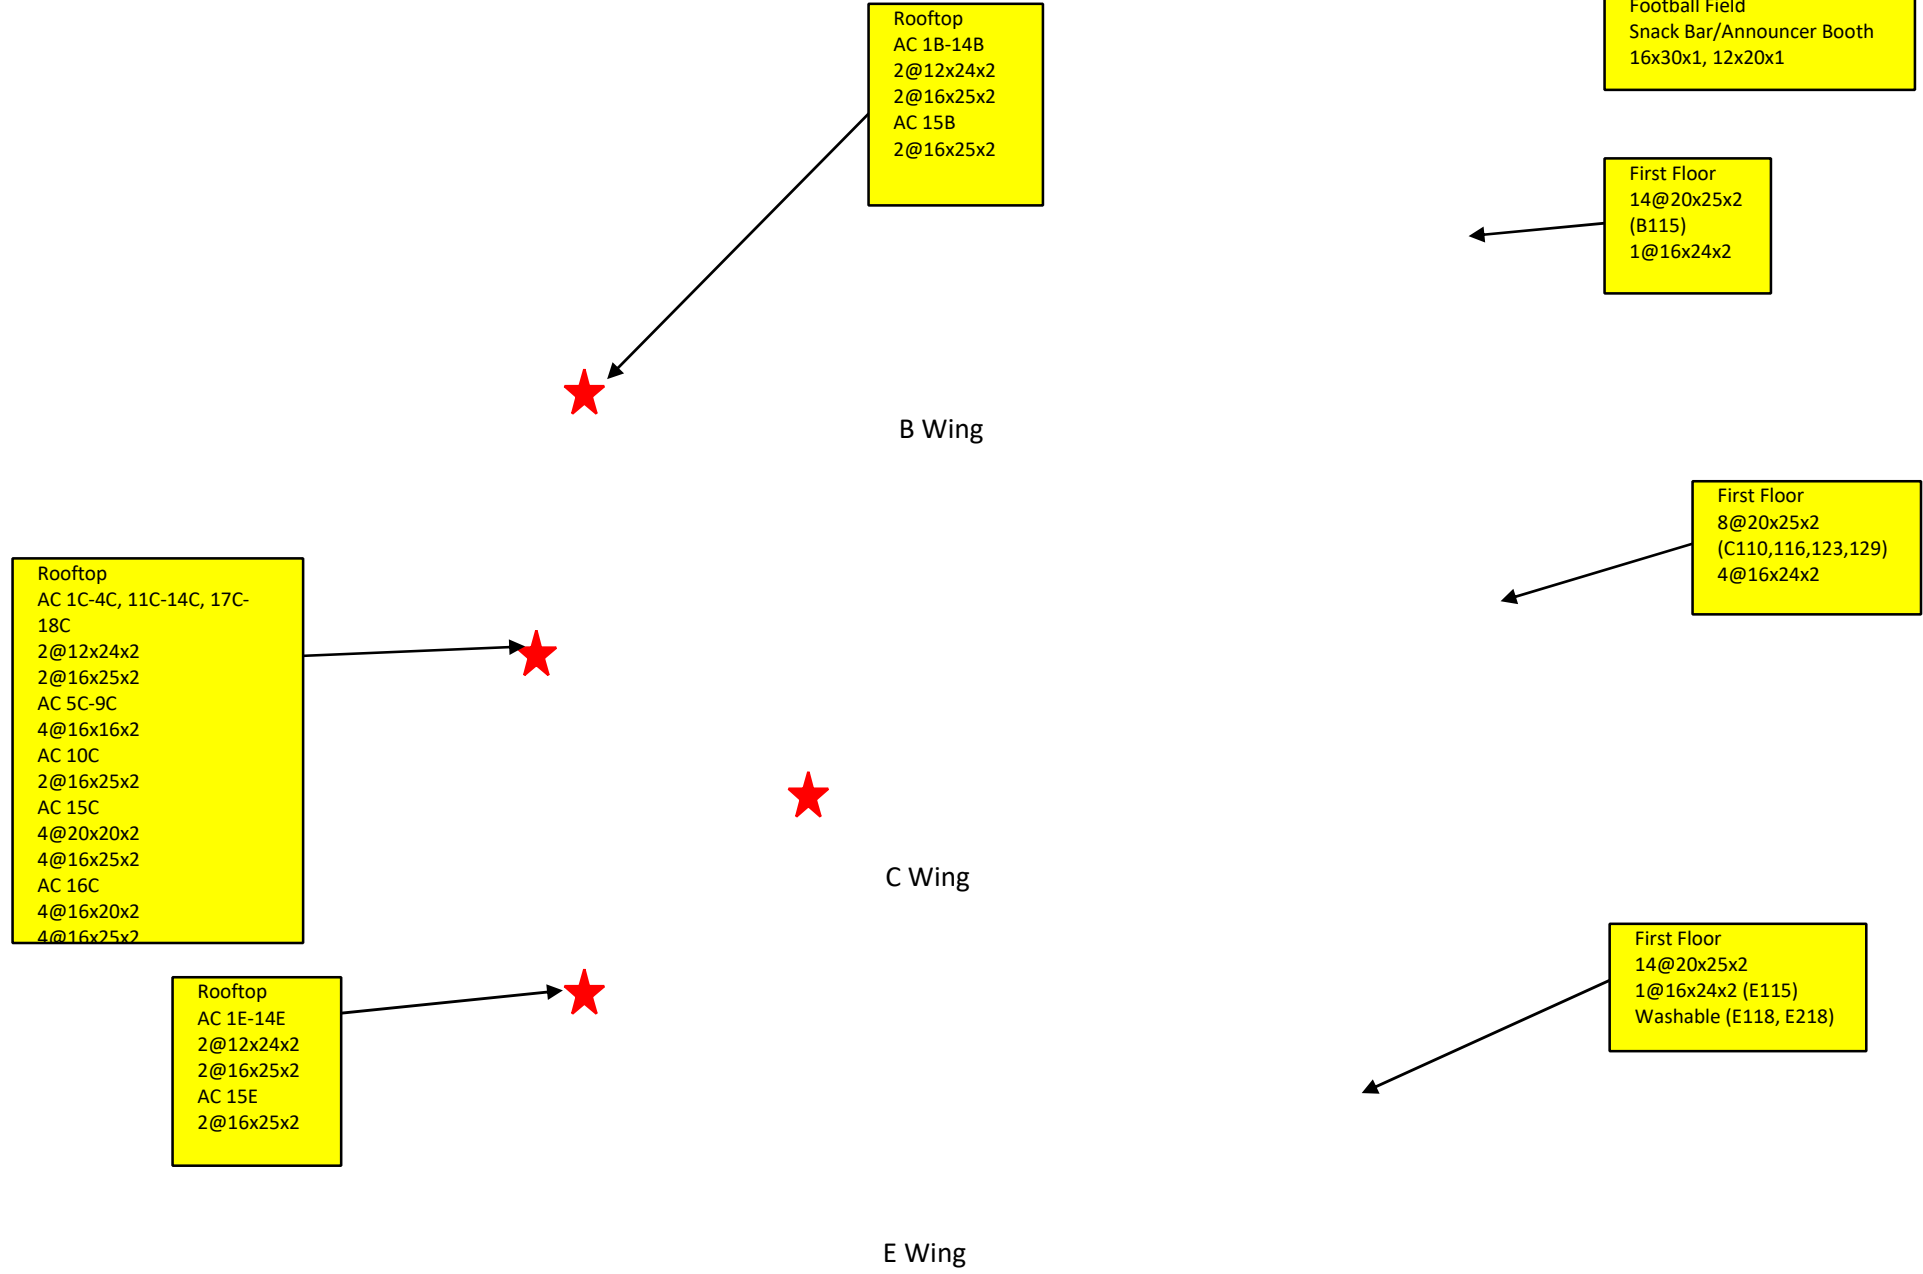 Rooftop
AC 1B-14B
2@12x24x2
2@16x25x2
AC 15B
2@16x25x2
Football Field
Snack Bar/Announcer Booth
16x30x1, 12x20x1
First Floor
14@20x25x2
(B115)
1@16x24x2
B Wing
First Floor
8@20x25x2
(C110,116,123,129)
4@16x24x2
Rooftop
AC 1C-4C, 11C-14C, 17C-
18C
2@12x24x2
2@16x25x2
AC 5C-9C
4@16x16x2
AC 10C
2@16x25x2
AC 15C
4@20x20x2
4@16x25x2
AC 16C
4@16x20x2
4@16x25x2
C Wing
First Floor
14@20x25x2
1@16x24x2 (E115)
Washable (E118, E218)
Rooftop
AC 1E-14E
2@12x24x2
2@16x25x2
AC 15E
2@16x25x2
E Wing